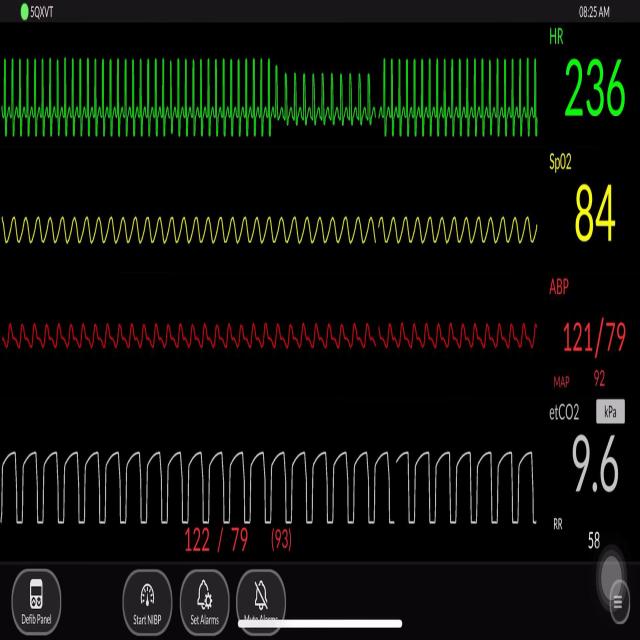 5QXVT
08:25 AM
HR
236
SpO2
84
ABP
121/79
MAP 92
etCO2 kPa
9.6
RR
58
122 / 79 (93)
Defib Panel
Start NIBP
Set Alarms
Mute Alarms